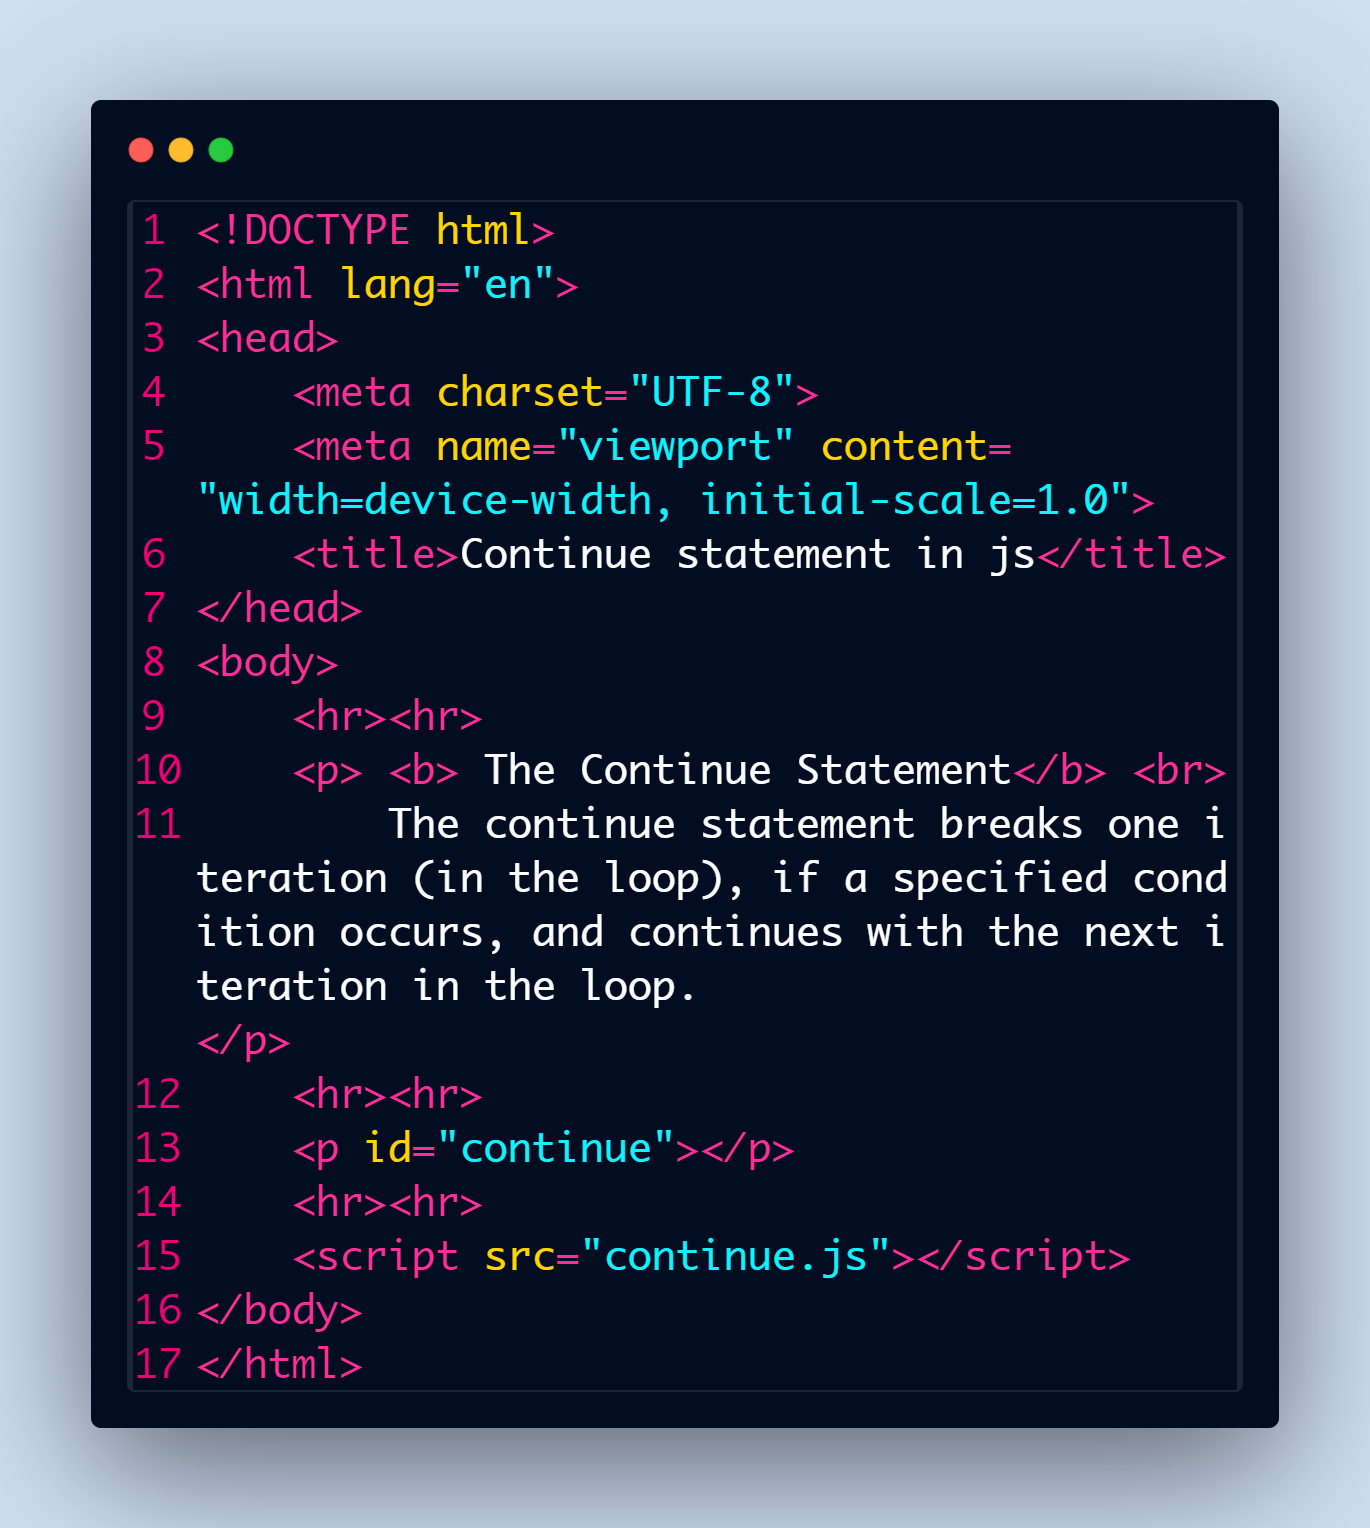 1 <!DOCTYPE html>
2 <html lang="en">
3 <head>
4     <meta charset="UTF-8">
5     <meta name="viewport" content=
"width=device-width, initial-scale=1.0">
6     <title>Continue statement in js</title>
7 </head>
8 <body>
9     <hr><hr>
10     <p> <b> The Continue Statement</b> <br>
11         The continue statement breaks one i
teration (in the loop), if a specified cond
ition occurs, and continues with the next i
teration in the loop.
</p>
12     <hr><hr>
13     <p id="continue"></p>
14     <hr><hr>
15     <script src="continue.js"></script>
16 </body>
17 </html>